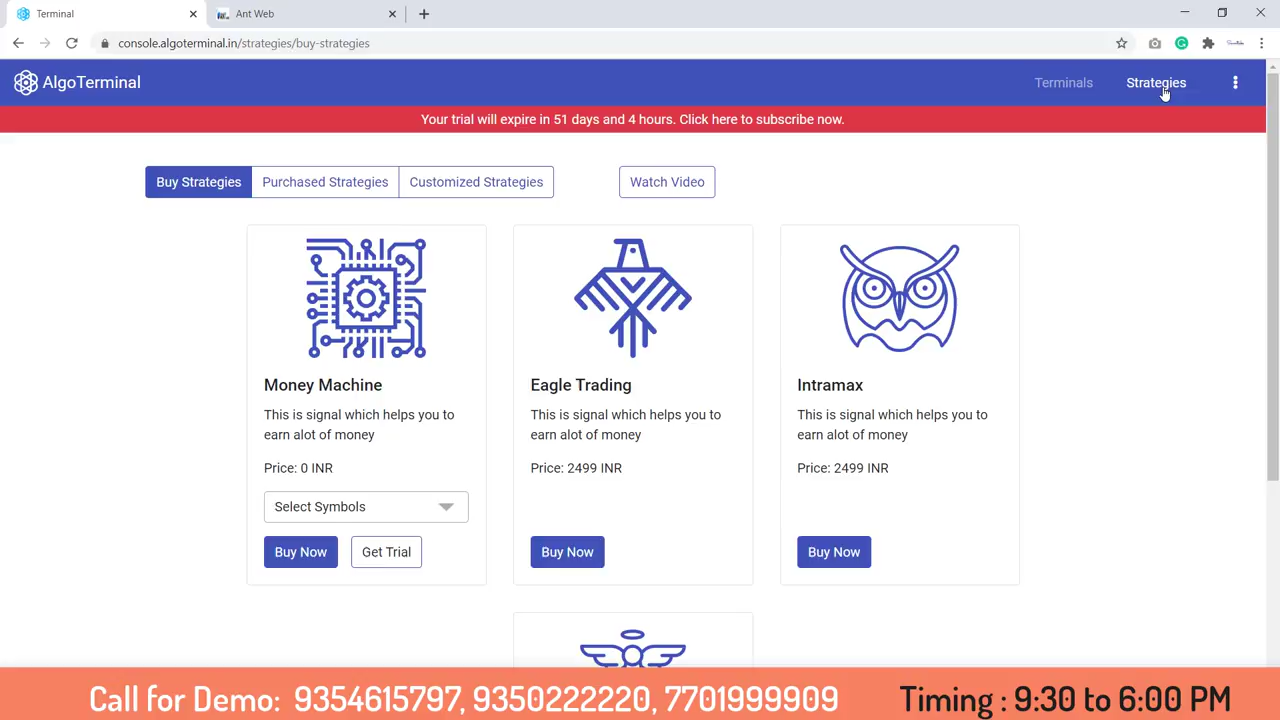 Terminal
Ant Web
console.algoterminal.in/strategies/buy-strategies
AlgoTerminal
Terminals
Strategies
Your trial will expire in 51 days and 4 hours. Click here to subscribe now.
Buy Strategies
Purchased Strategies
Customized Strategies
Watch Video
Money Machine
This is signal which helps you to
earn alot of money
Price: 0 INR
Select Symbols
Buy Now
Get Trial
Eagle Trading
This is signal which helps you to
earn alot of money
Price: 2499 INR
Buy Now
Intramax
This is signal which helps you to
earn alot of money
Price: 2499 INR
Buy Now
Call for Demo: 9354615797, 9350222220, 7701999909
Timing : 9:30 to 6:00 PM